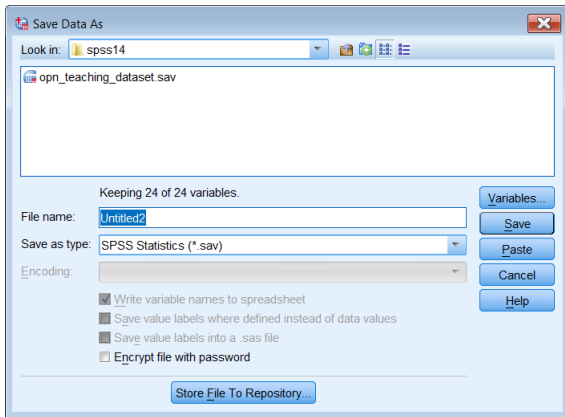 Save Data As
Look in: spss14
opn_teaching_dataset.sav
Keeping 24 of 24 variables.
Variables...
File name: Untitled2
Save
Save as type: SPSS Statistics (*.sav)
Paste
Encoding:
Cancel
Write variable names to spreadsheet
Help
Save value labels where defined instead of data values
Save value labels into a .sas file
Encrypt file with password
Store File To Repository...